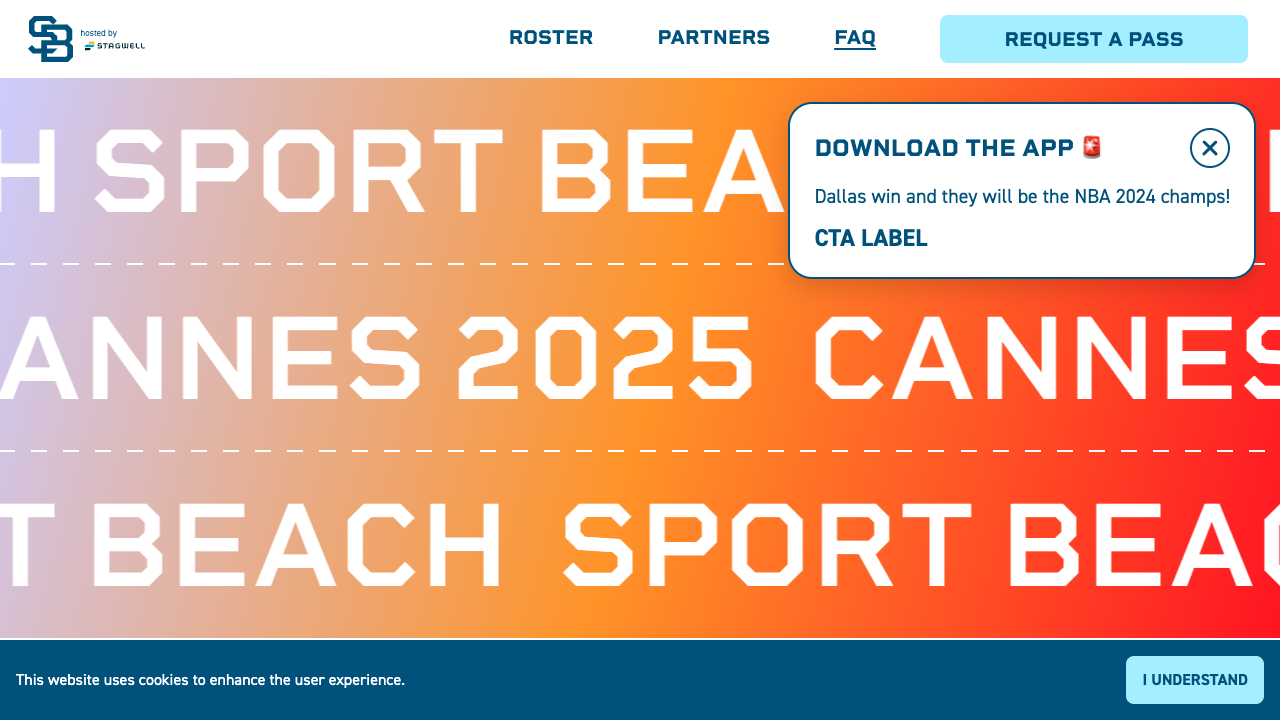 SB
hosted by
STAGWELL
ROSTER
PARTNERS
FAQ
REQUEST A PASS
H SPORT BEA
DOWNLOAD THE APP 🚨
Dallas win and they will be the NBA 2024 champs!
CTA LABEL
ANNES 2025 CANNES
T BEACH SPORT BEAC
This website uses cookies to enhance the user experience.
I UNDERSTAND